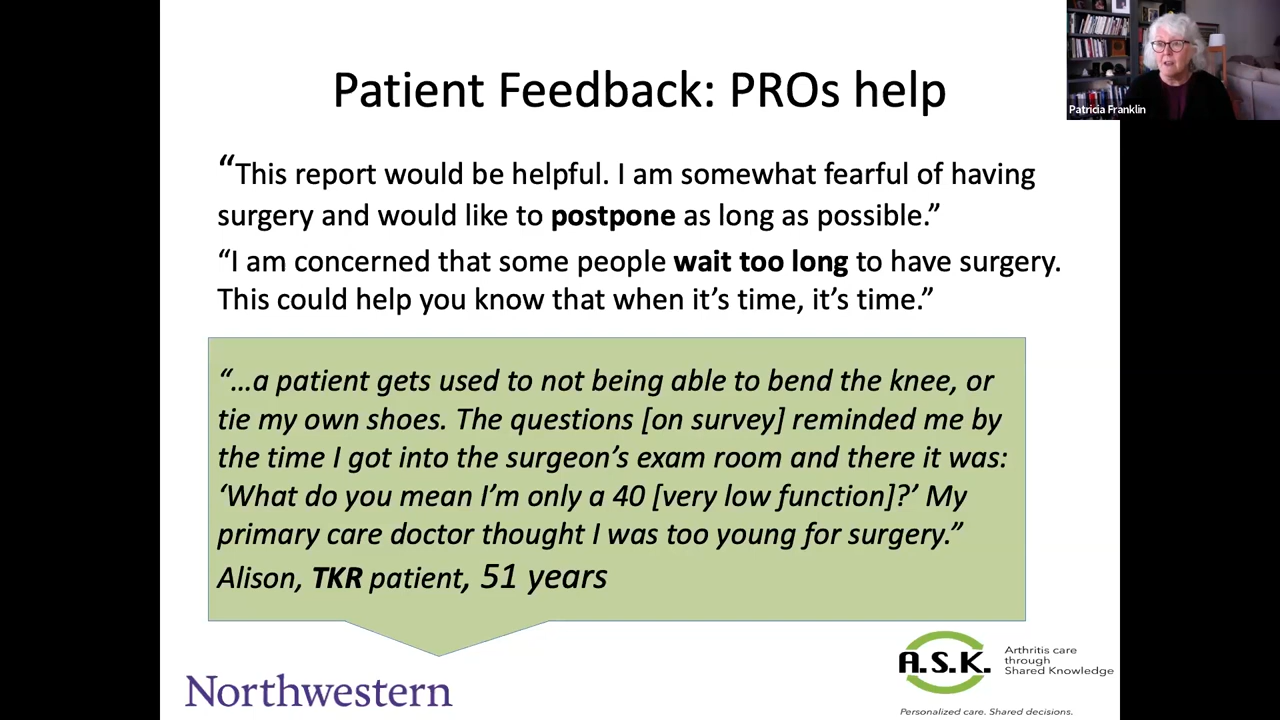 Patricia Franklin
Patient Feedback: PROs help
“This report would be helpful. I am somewhat fearful of having
surgery and would like to postpone as long as possible.”
“I am concerned that some people wait too long to have surgery.
This could help you know that when it’s time, it’s time.”
“…a patient gets used to not being able to bend the knee, or
tie my own shoes. The questions [on survey] reminded me by
the time I got into the surgeon’s exam room and there it was:
‘What do you mean I’m only a 40 [very low function]?’ My
primary care doctor thought I was too young for surgery.”
Alison, TKR patient, 51 years
Northwestern
A.S.K.
Arthritis care
through
Shared Knowledge
Personalized care. Shared decisions.